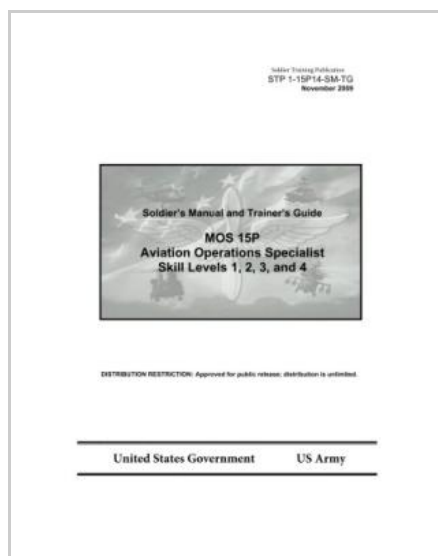 Soldier Training Publication
STP 1-15P14-SM-TG
November 2009
Soldier's Manual and Trainer's Guide
MOS 15P
Aviation Operations Specialist
Skill Levels 1, 2, 3, and 4
DISTRIBUTION RESTRICTION: Approved for public release; distribution is unlimited.
United States Government US Army